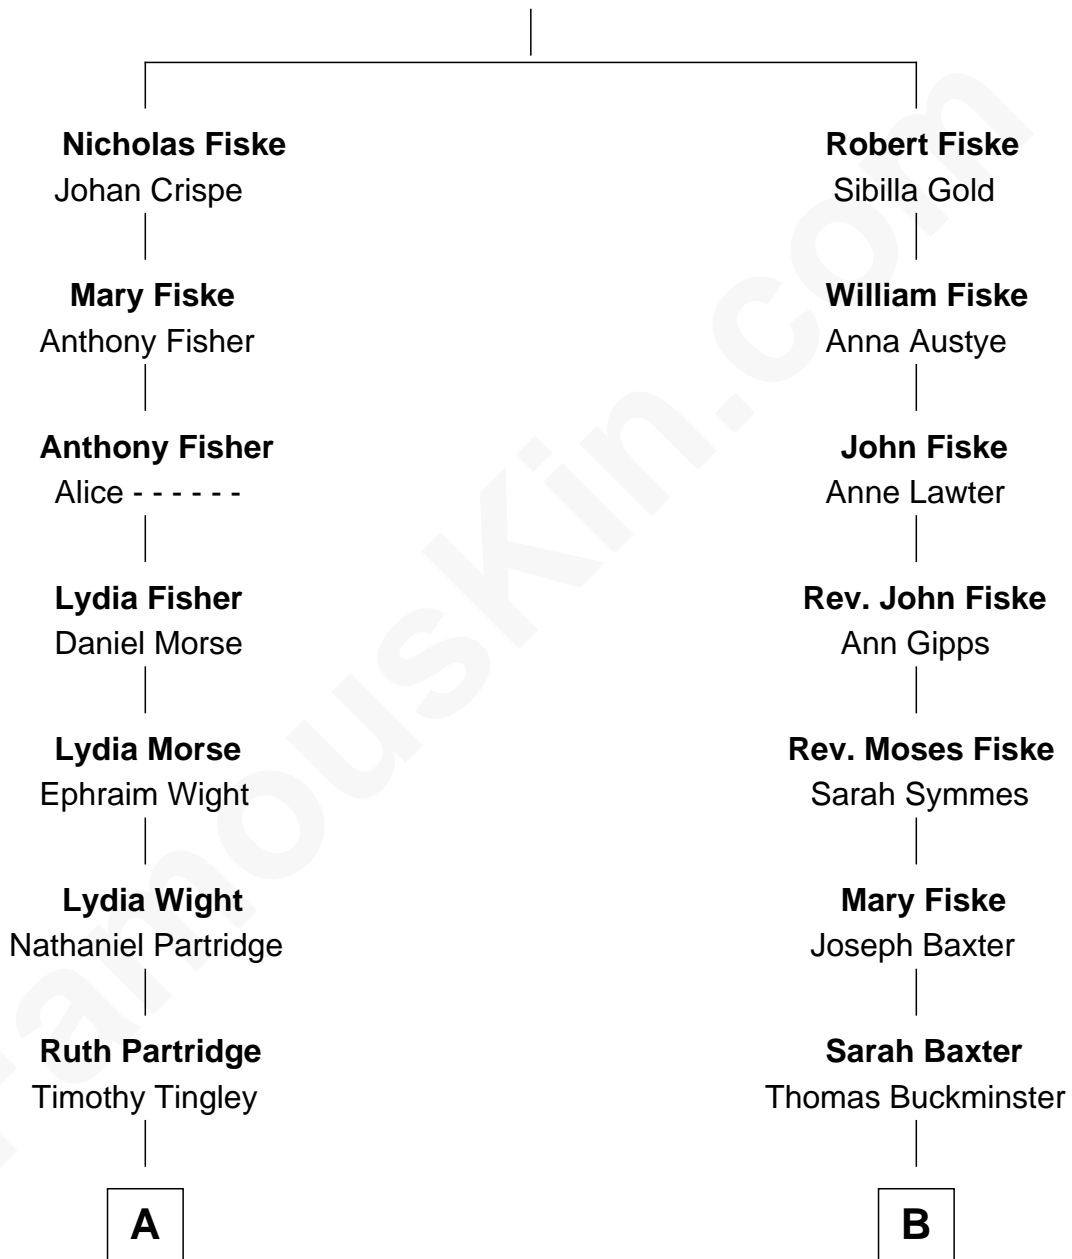 Nicholas Fiske
Johan Crispe
Robert Fiske
Sibilla Gold
Mary Fiske
Anthony Fisher
William Fiske
Anna Austye
Anthony Fisher
Alice - - - - - -
John Fiske
Anne Lawter
Lydia Fisher
Daniel Morse
Rev. John Fiske
Ann Gipps
Lydia Morse
Ephraim Wight
Rev. Moses Fiske
Sarah Symmes
Lydia Wight
Nathaniel Partridge
Mary Fiske
Joseph Baxter
Ruth Partridge
Timothy Tingley
Sarah Baxter
Thomas Buckminster
A
B
FamousKin.com